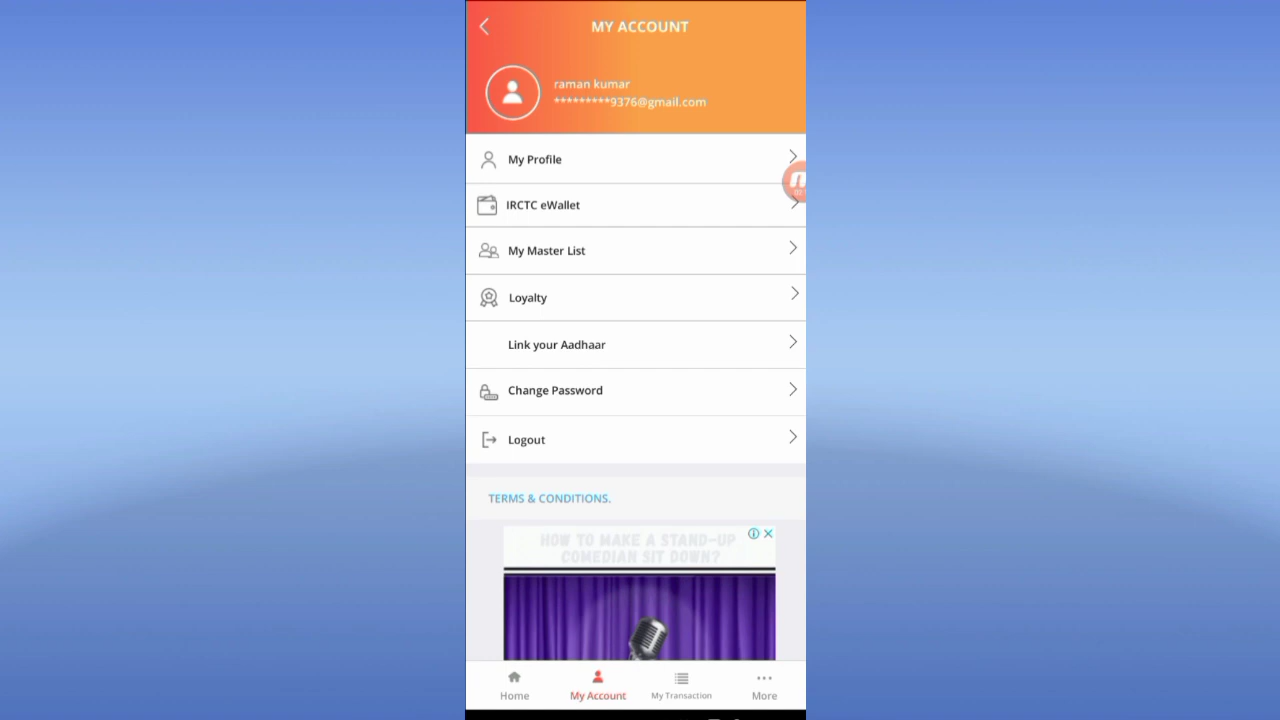 MY ACCOUNT
raman kumar
*********9376@gmail.com
My Profile
IRCTC eWallet
My Master List
Loyalty
Link your Aadhaar
Change Password
Logout
TERMS & CONDITIONS.
HOW TO MAKE A STAND-UP
COMEDIAN SIT DOWN?
Home
My Account
My Transaction
More